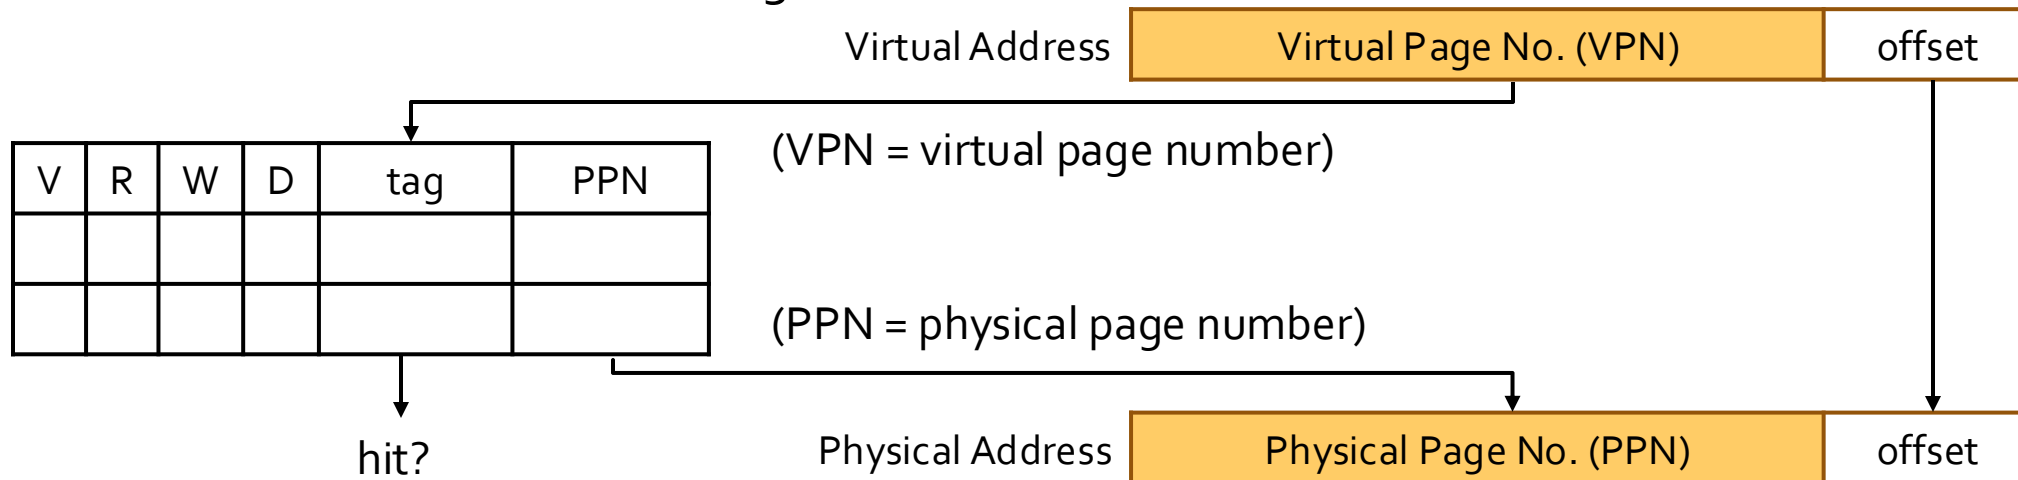 Virtual Address Virtual Page No. (VPN) offset
(VPN = virtual page number)
V R W D tag PPN
(PPN = physical page number)
hit?
Physical Address Physical Page No. (PPN) offset